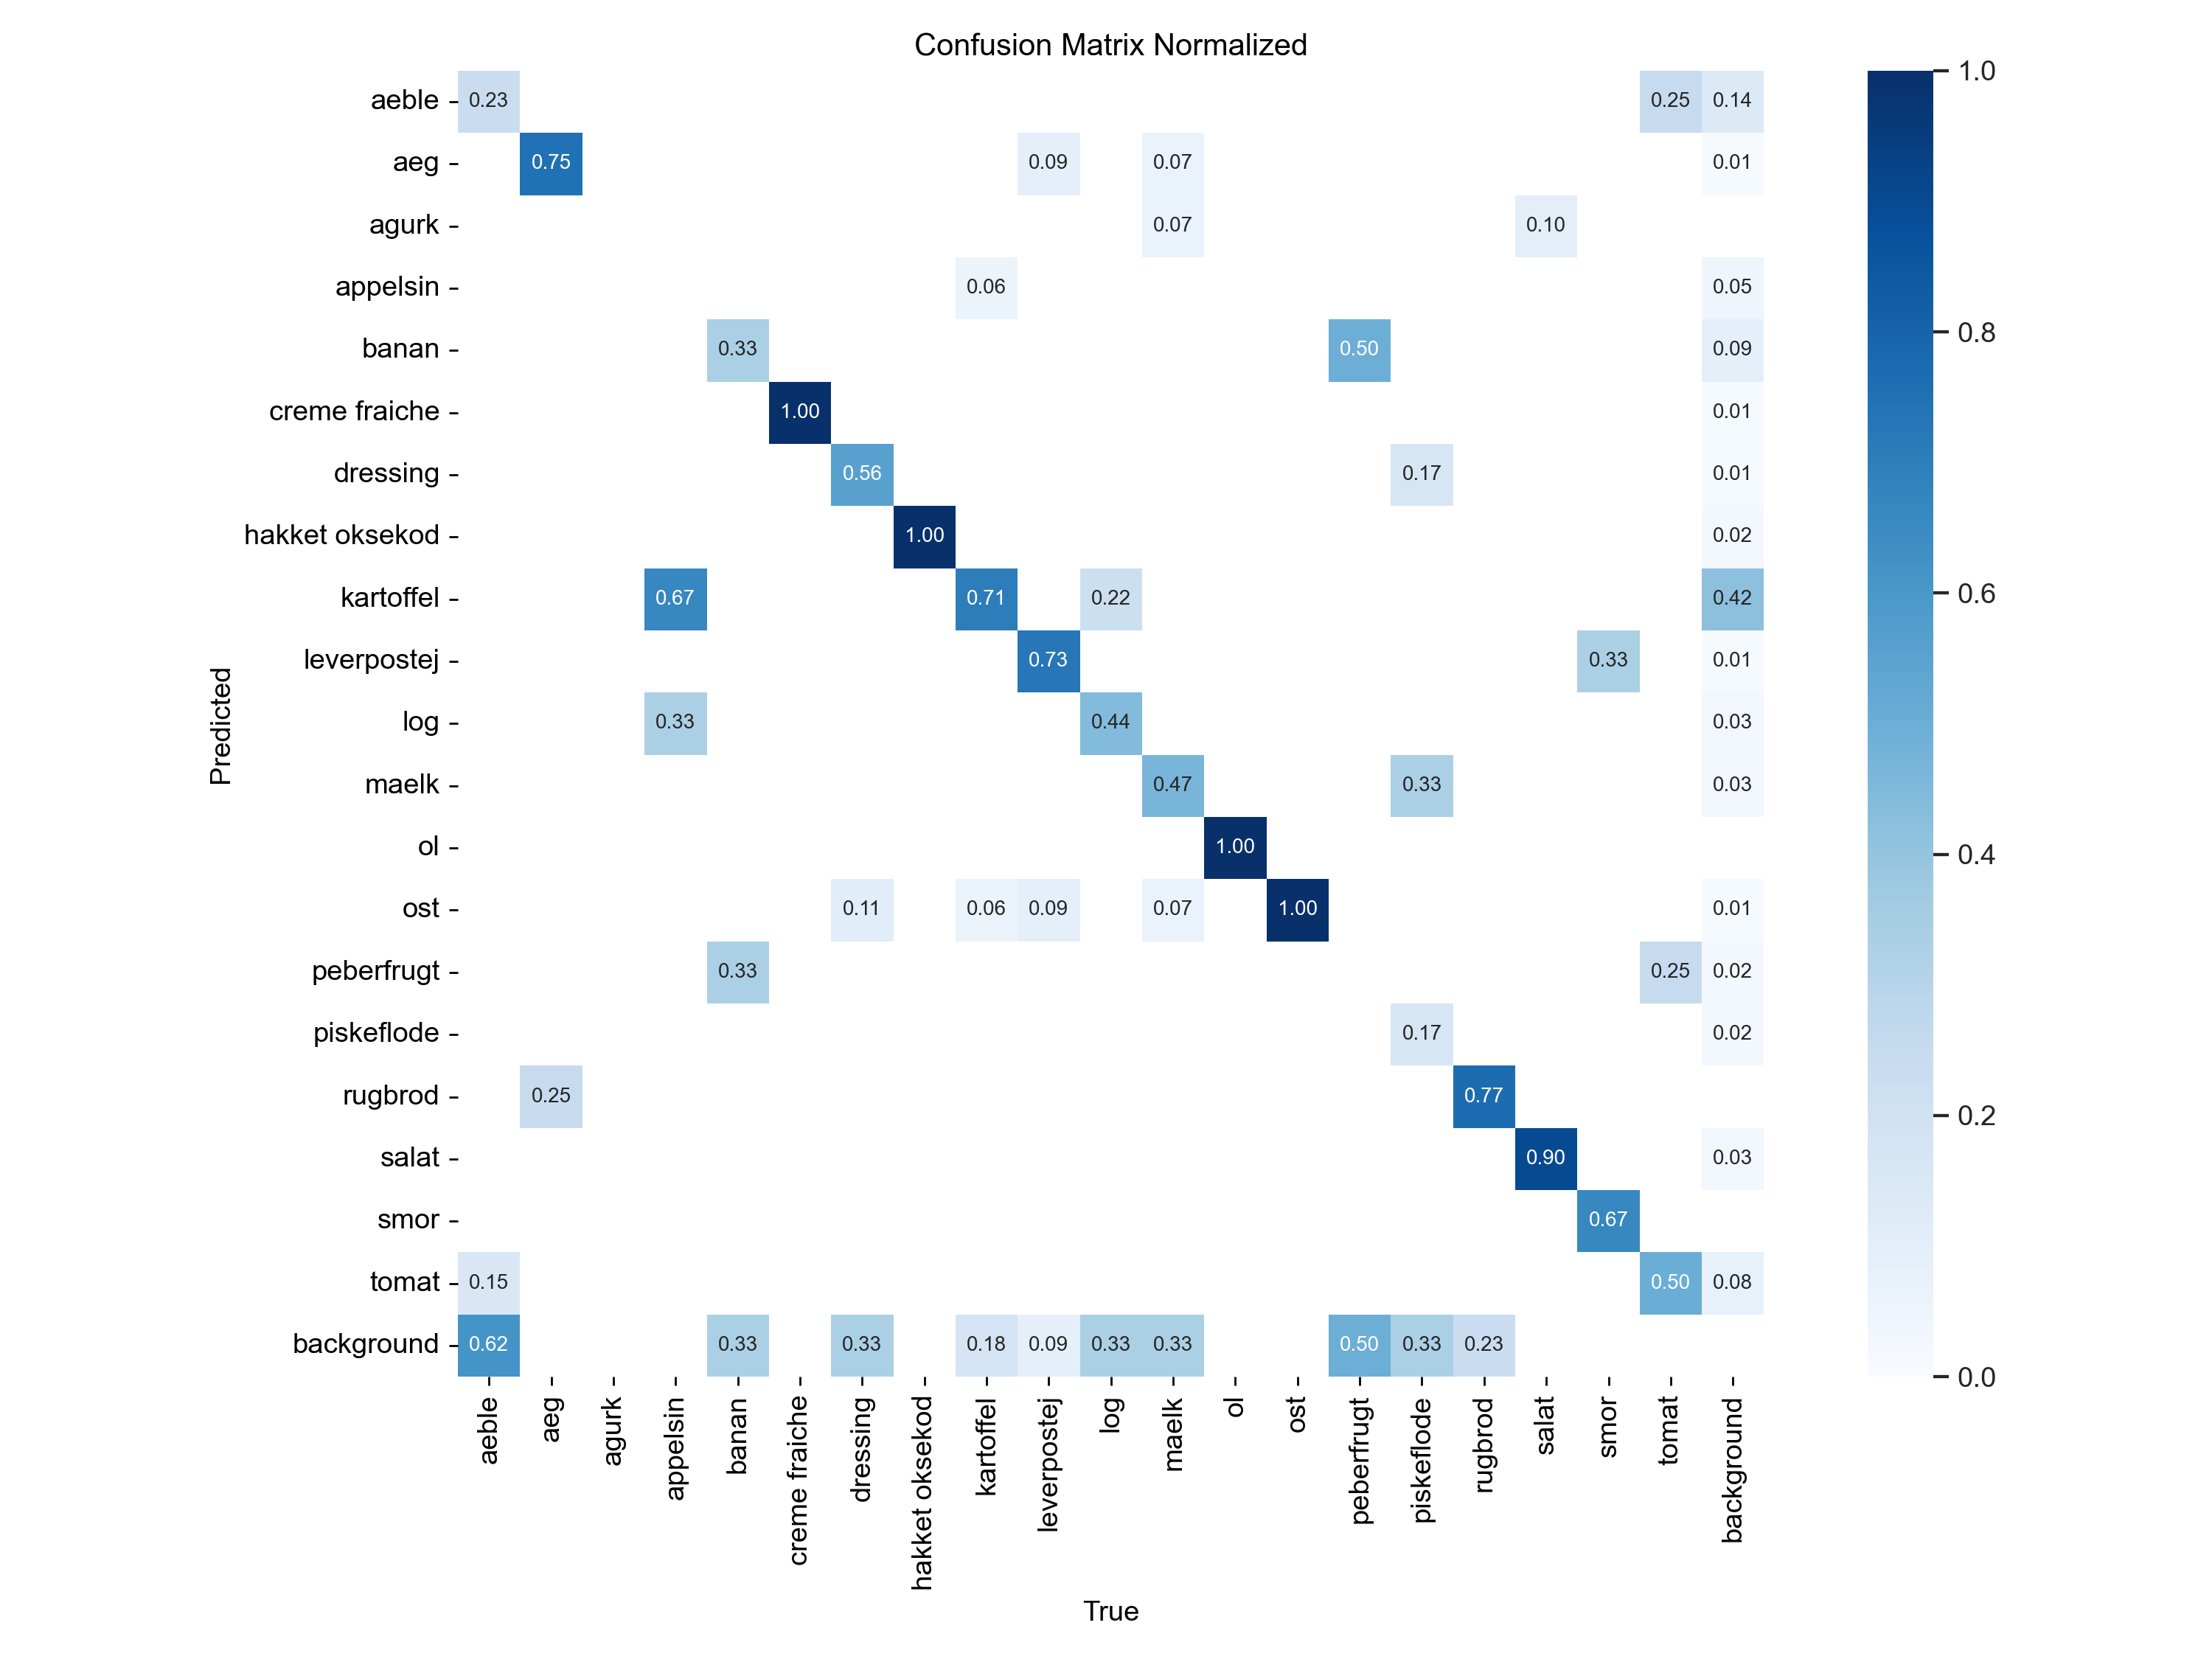 Confusion Matrix Normalized
aeble 0.23 0.25 0.14
aeg 0.75 0.09 0.07 0.01
agurk 0.07 0.10
appelsin 0.06 0.05
banan 0.33 0.50 0.09
creme fraiche 1.00 0.01
dressing 0.56 0.17 0.01
hakket oksekod 1.00 0.02
kartoffel 0.67 0.71 0.22 0.42
leverpostej 0.73 0.33 0.01
log 0.33 0.44 0.03
maelk 0.47 0.33 0.03
ol 1.00
ost 0.11 0.06 0.09 0.07 1.00 0.01
peberfrugt 0.33 0.25 0.02
piskeflode 0.17 0.02
rugbrod 0.25 0.77
salat 0.90 0.03
smor 0.67
tomat 0.15 0.50 0.08
background 0.62 0.33 0.33 0.18 0.09 0.33 0.33 0.50 0.33 0.23
Predicted
aeble
aeg
agurk
appelsin
banan
creme fraiche
dressing
hakket oksekod
kartoffel
leverpostej
log
maelk
ol
ost
peberfrugt
piskeflode
rugbrod
salat
smor
tomat
background
True
1.0
0.8
0.6
0.4
0.2
0.0